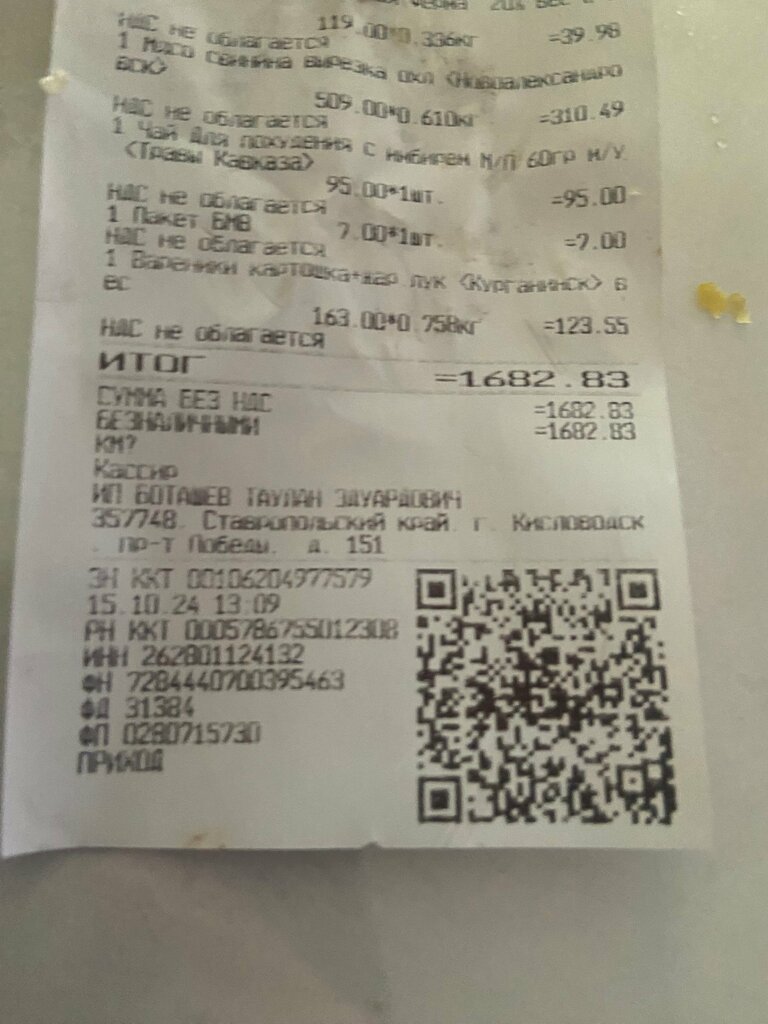 20% вес
119.00*0.336кг =39.98
НДС не облагается
1 Мясо свинина вырезка охл <Новоалександро
вск>
509.00*0.610кг =310.49
НДС не облагается
1 Чай для похудения с имбирем М/П 60гр М/У
<Травы Кавказа>
95.00*1шт. =95.00
НДС не облагается
1 Пакет БМВ
7.00*1шт. =7.00
НДС не облагается
1 Вареники картошка+жар лук <Курганинск> в
ес
163.00*0.758кг =123.55
НДС не облагается
ИТОГ =1682.83
СУММА БЕЗ НДС =1682.83
БЕЗНАЛИЧНЫМИ =1682.83
КМ?
Кассир
ИП БОТАШЕВ ТАУЛАН ЭДУАРДОВИЧ
357748. Ставропольский край. г. Кисловодск
. пр-т Победы. д. 151
ЗН ККТ 00106204977579
15.10.24 13:09
РН ККТ 0005786755012308
ИНН 262801124132
ФН 7284440700395463
ФД 31384
ФП 0280715730
ПРИХОД